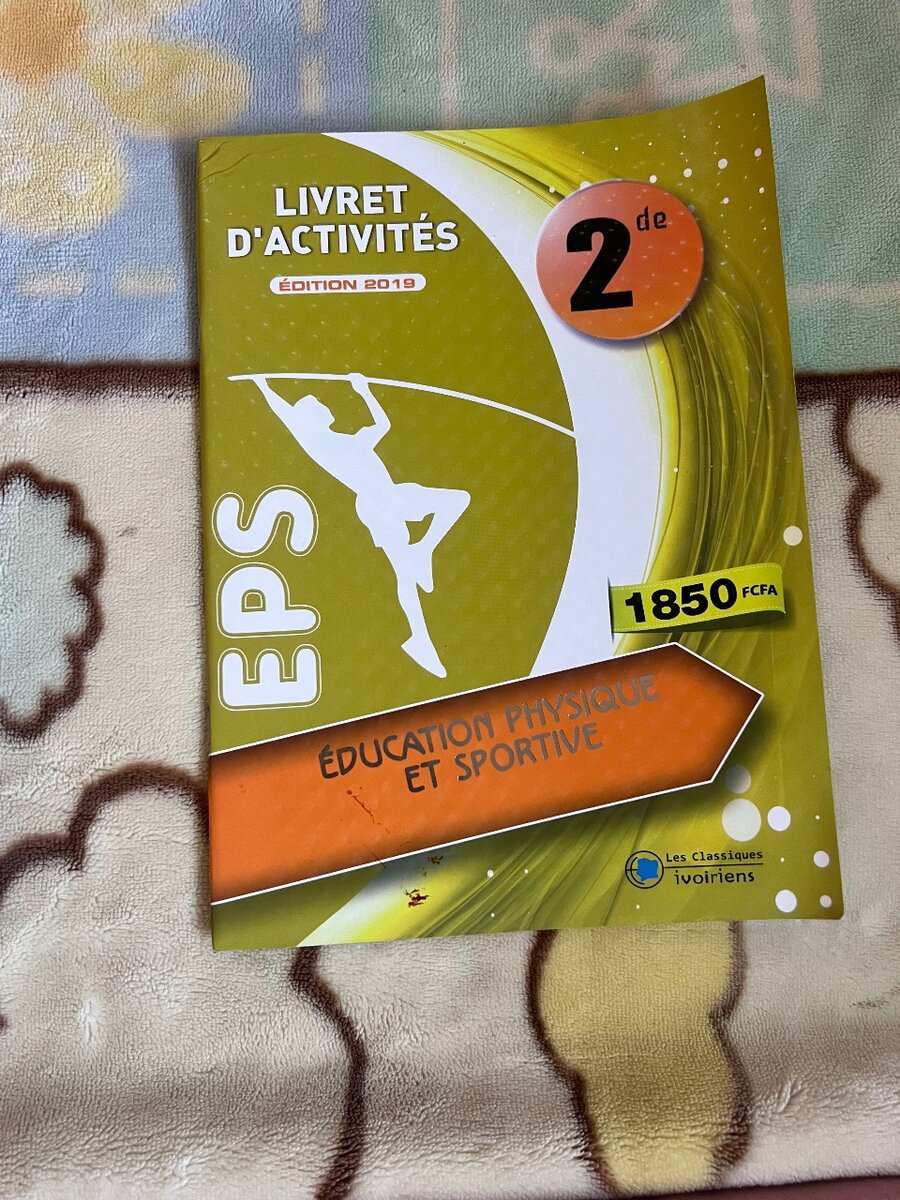 LIVRET
D'ACTIVITÉS
ÉDITION 2019
2de
EPS
1850 FCFA
ÉDUCATION PHYSIQUE
ET SPORTIVE
Les Classiques
ivoiriens